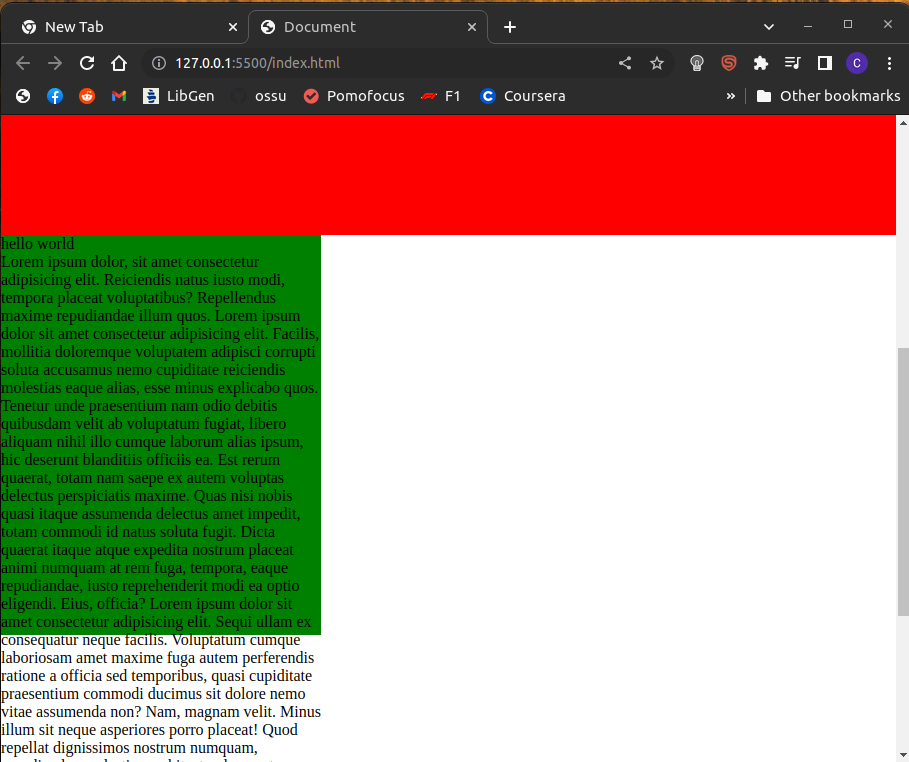 New Tab
Document
127.0.0.1:5500/index.html
C
LibGen
ossu
Pomofocus
F1
C
Coursera
»
Other bookmarks
hello world
Lorem ipsum dolor, sit amet consectetur
adipisicing elit. Reiciendis natus iusto modi,
tempora placeat voluptatibus? Repellendus
maxime repudiandae illum quos. Lorem ipsum
dolor sit amet consectetur adipisicing elit. Facilis,
mollitia doloremque voluptatem adipisci corrupti
soluta accusamus nemo cupiditate reiciendis
molestias eaque alias, esse minus explicabo quos.
Tenetur unde praesentium nam odio debitis
quibusdam velit ab voluptatum fugiat, libero
aliquam nihil illo cumque laborum alias ipsum,
hic deserunt blanditiis officiis ea. Est rerum
quaerat, totam nam saepe ex autem voluptas
delectus perspiciatis maxime. Quas nisi nobis
quasi itaque assumenda delectus amet impedit,
totam commodi id natus soluta fugit. Dicta
quaerat itaque atque expedita nostrum placeat
animi numquam at rem fuga, tempora, eaque
repudiandae, iusto reprehenderit modi ea optio
eligendi. Eius, officia? Lorem ipsum dolor sit
amet consectetur adipisicing elit. Sequi ullam ex
consequatur neque facilis. Voluptatum cumque
laboriosam amet maxime fuga autem perferendis
ratione a officia sed temporibus, quasi cupiditate
praesentium commodi ducimus sit dolore nemo
vitae assumenda non? Nam, magnam velit. Minus
illum sit neque asperiores porro placeat! Quod
repellat dignissimos nostrum numquam,